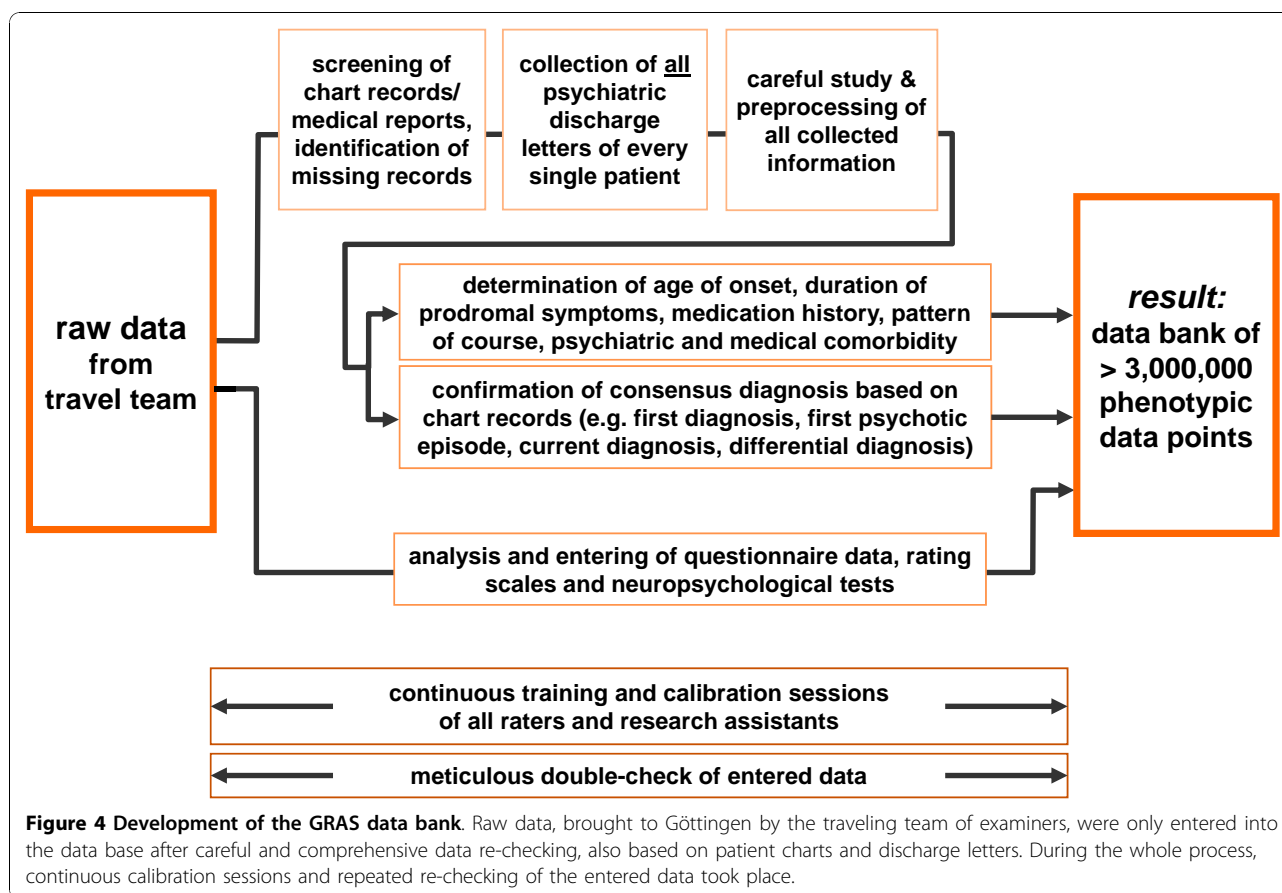 screening of
chart records/
medical reports,
identification of
missing records
collection of all
psychiatric
discharge
letters of every
single patient
careful study &
preprocessing of
all collected
information
raw data
from
travel team
determination of age of onset, duration of
prodromal symptoms, medication history, pattern
of course, psychiatric and medical comorbidity
confirmation of consensus diagnosis based on
chart records (e.g. first diagnosis, first psychotic
episode, current diagnosis, differential diagnosis)
analysis and entering of questionnaire data, rating
scales and neuropsychological tests
result:
data bank of
> 3,000,000
phenotypic
data points
continuous training and calibration sessions
of all raters and research assistants
meticulous double-check of entered data
Figure 4 Development of the GRAS data bank. Raw data, brought to Göttingen by the traveling team of examiners, were only entered into
the data base after careful and comprehensive data re-checking, also based on patient charts and discharge letters. During the whole process,
continuous calibration sessions and repeated re-checking of the entered data took place.